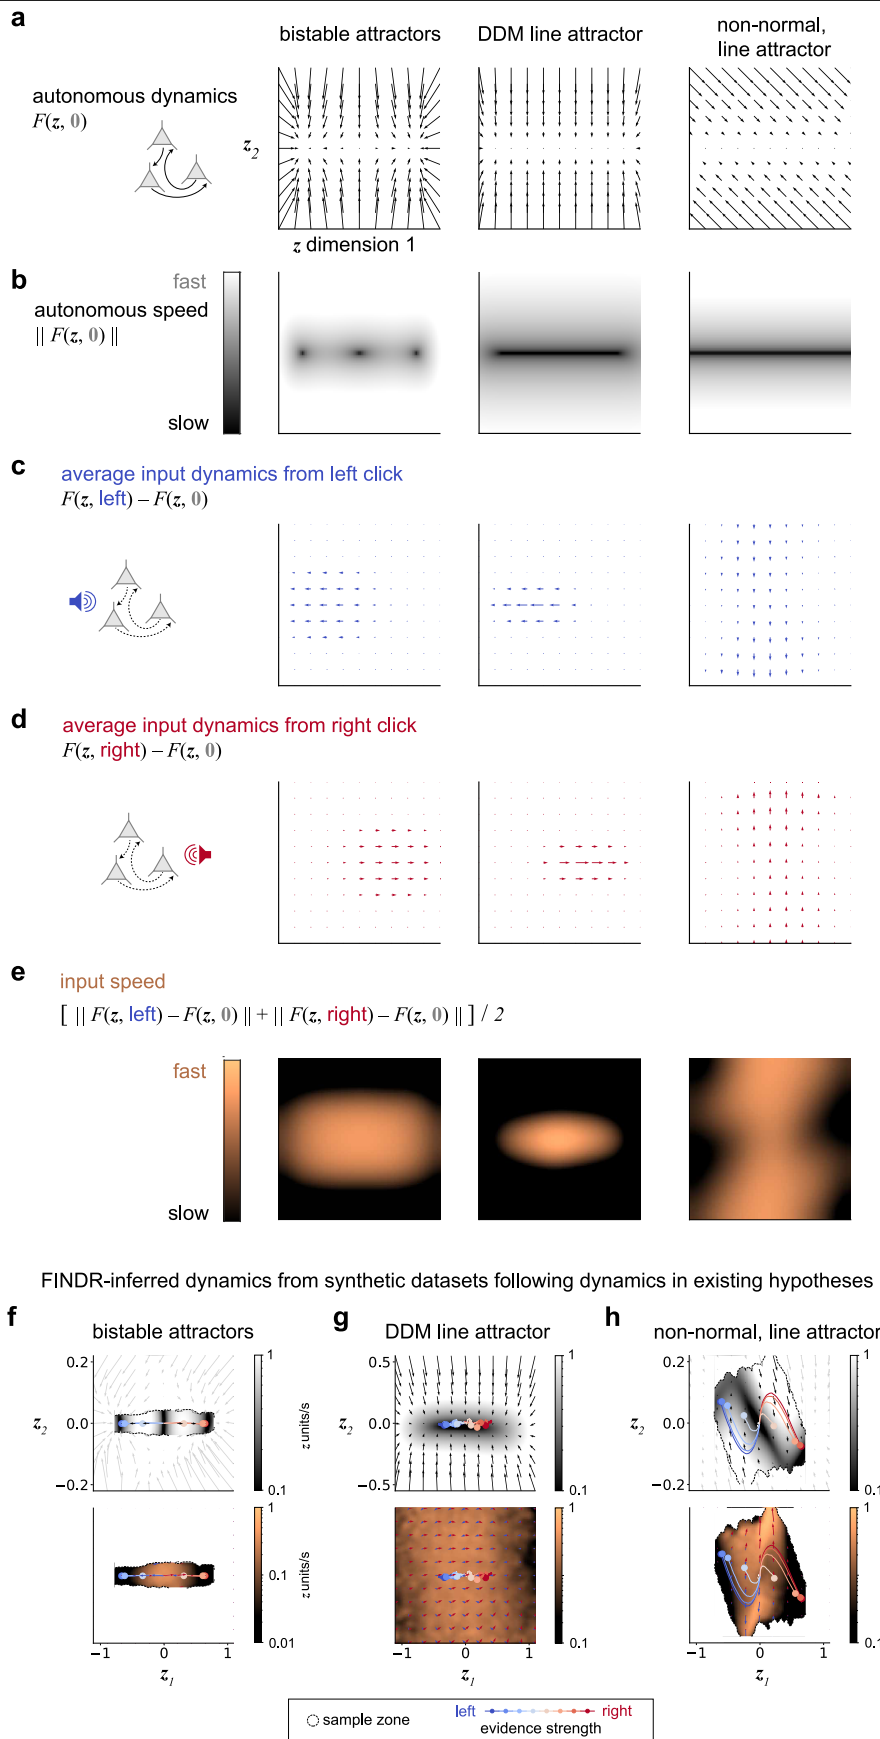 a
bistable attractors
DDM line attractor
non-normal,
line attractor
autonomous dynamics
F(z, 0)
z2
z dimension 1
b
fast
autonomous speed
|| F(z, 0) ||
slow
c
average input dynamics from left click
F(z, left) – F(z, 0)
d
average input dynamics from right click
F(z, right) – F(z, 0)
e
input speed
[ || F(z, left) – F(z, 0) || + || F(z, right) – F(z, 0) || ] / 2
fast
slow
FINDR-inferred dynamics from synthetic datasets following dynamics in existing hypotheses
f
bistable attractors
g
DDM line attractor
h
non-normal, line attractor
0.2
0.0
−0.2
z2
1
0.1
z units/s
0.5
0.0
−0.5
z2
1
0.1
0.2
0.0
−0.2
z2
1
0.1
1
0.1
0.01
z units/s
1
0.1
1
0.1
−1 0 1
z1
−1 0 1
z1
−1 0 1
z1
sample zone
left right
evidence strength